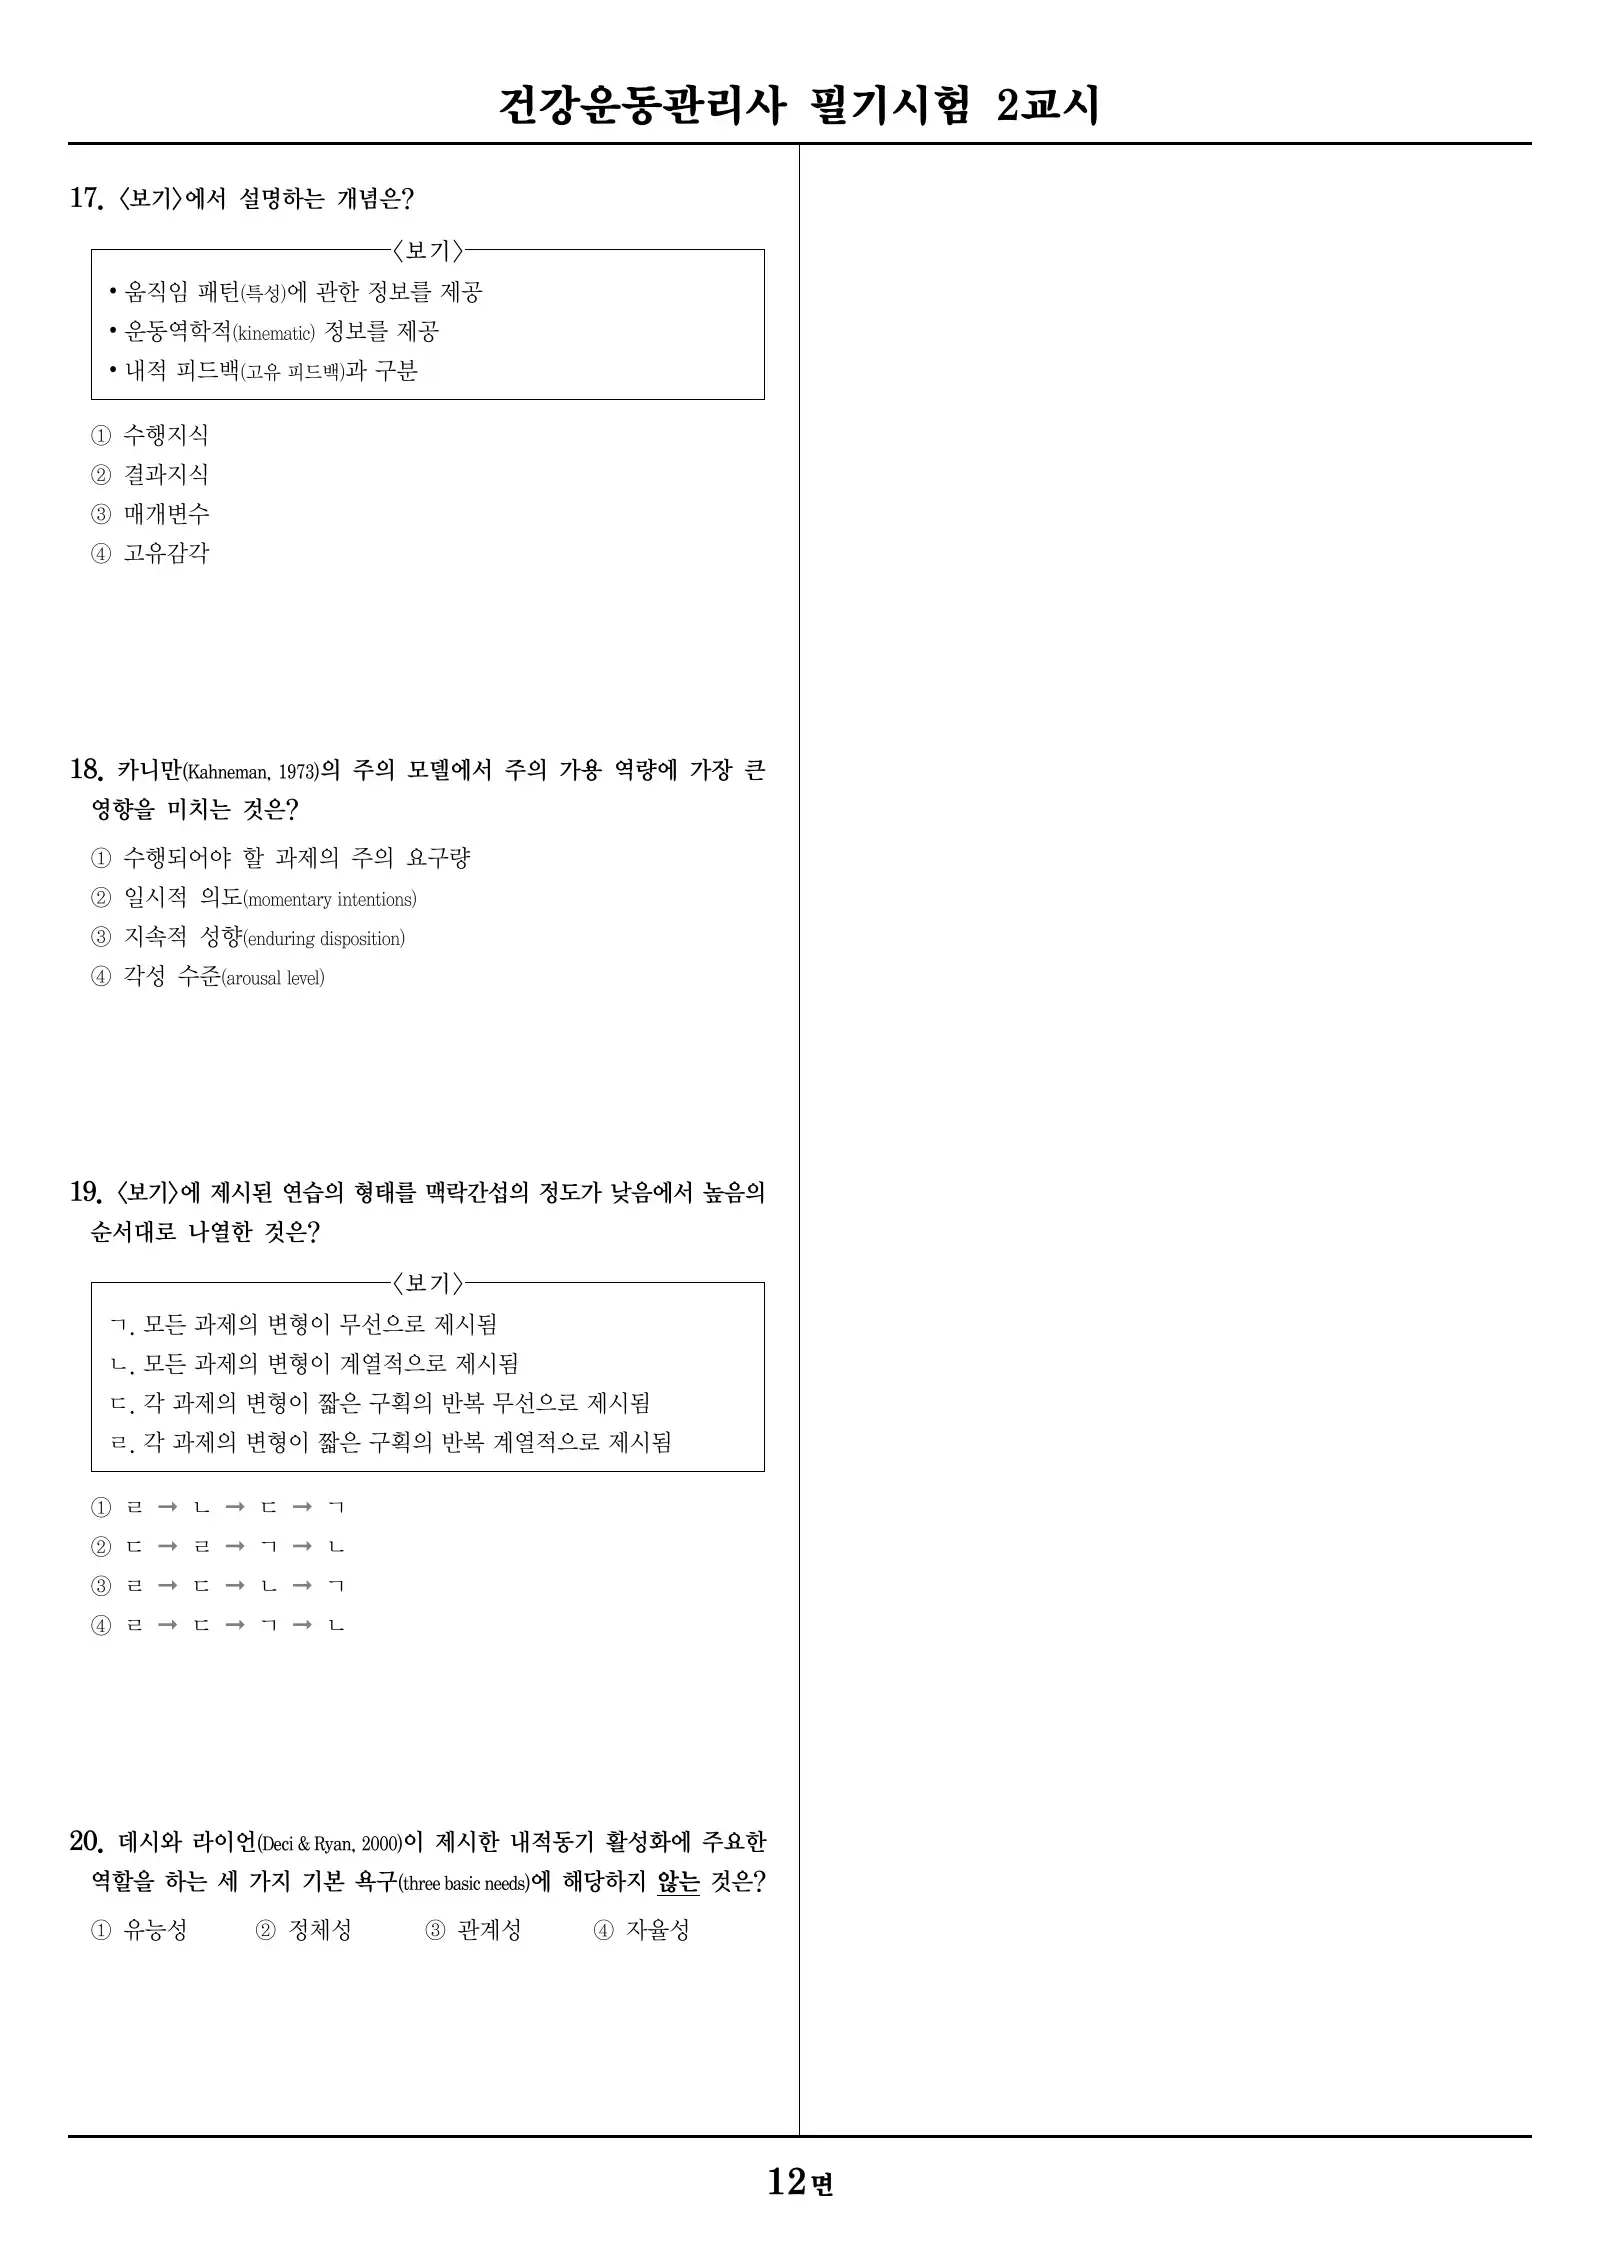 건강운동관리사 필기시험 2교시
17. 〈보기〉에서 설명하는 개념은?
〈보기〉
• 움직임 패턴(특성)에 관한 정보를 제공
• 운동역학적(kinematic) 정보를 제공
• 내적 피드백(고유 피드백)과 구분
① 수행지식
② 결과지식
③ 매개변수
④ 고유감각
18. 카니만(Kahneman, 1973)의 주의 모델에서 주의 가용 역량에 가장 큰
영향을 미치는 것은?
① 수행되어야 할 과제의 주의 요구량
② 일시적 의도(momentary intentions)
③ 지속적 성향(enduring disposition)
④ 각성 수준(arousal level)
19. 〈보기〉에 제시된 연습의 형태를 맥락간섭의 정도가 낮음에서 높음의
순서대로 나열한 것은?
〈보기〉
ㄱ. 모든 과제의 변형이 무선으로 제시됨
ㄴ. 모든 과제의 변형이 계열적으로 제시됨
ㄷ. 각 과제의 변형이 짧은 구획의 반복 무선으로 제시됨
ㄹ. 각 과제의 변형이 짧은 구획의 반복 계열적으로 제시됨
① ㄹ → ㄴ → ㄷ → ㄱ
② ㄷ → ㄹ → ㄱ → ㄴ
③ ㄹ → ㄷ → ㄴ → ㄱ
④ ㄹ → ㄷ → ㄱ → ㄴ
20. 데시와 라이언(Deci & Ryan, 2000)이 제시한 내적동기 활성화에 주요한
역할을 하는 세 가지 기본 욕구(three basic needs)에 해당하지 않는 것은?
① 유능성 ② 정체성 ③ 관계성 ④ 자율성
12면